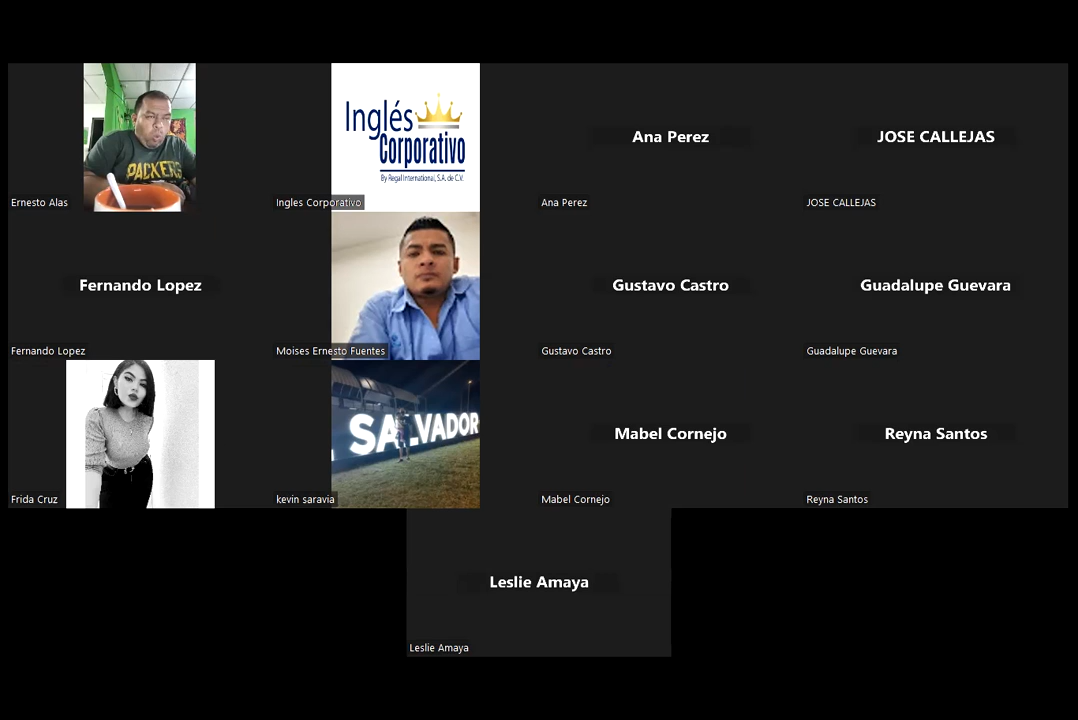 PACKERS
Ernesto Alas
Inglés
Corporativo
By Regal International, S.A. de C.V.
Ingles Corporativo
Ana Perez
Ana Perez
JOSE CALLEJAS
JOSE CALLEJAS
Fernando Lopez
Fernando Lopez
Moises Ernesto Fuentes
Gustavo Castro
Gustavo Castro
Guadalupe Guevara
Guadalupe Guevara
Frida Cruz
SALVADOR
kevin saravia
Mabel Cornejo
Mabel Cornejo
Reyna Santos
Reyna Santos
Leslie Amaya
Leslie Amaya